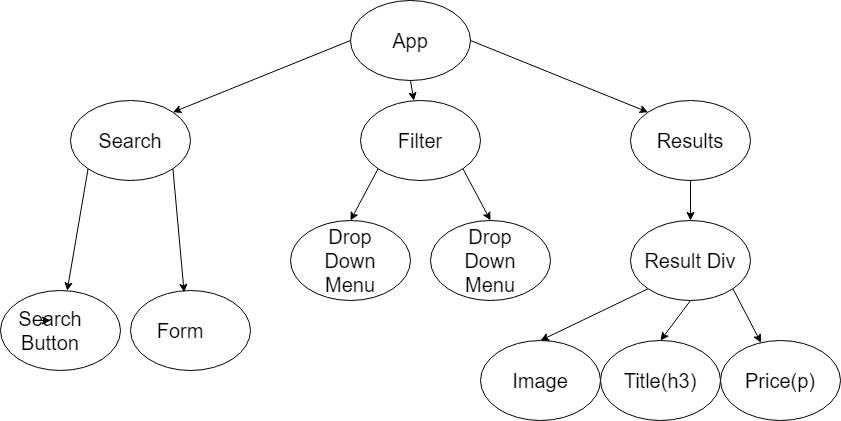 App
Search
Filter
Results
Drop
Down
Menu
Drop
Down
Menu
Result Div
Search
Button
Form
Image
Title(h3)
Price(p)